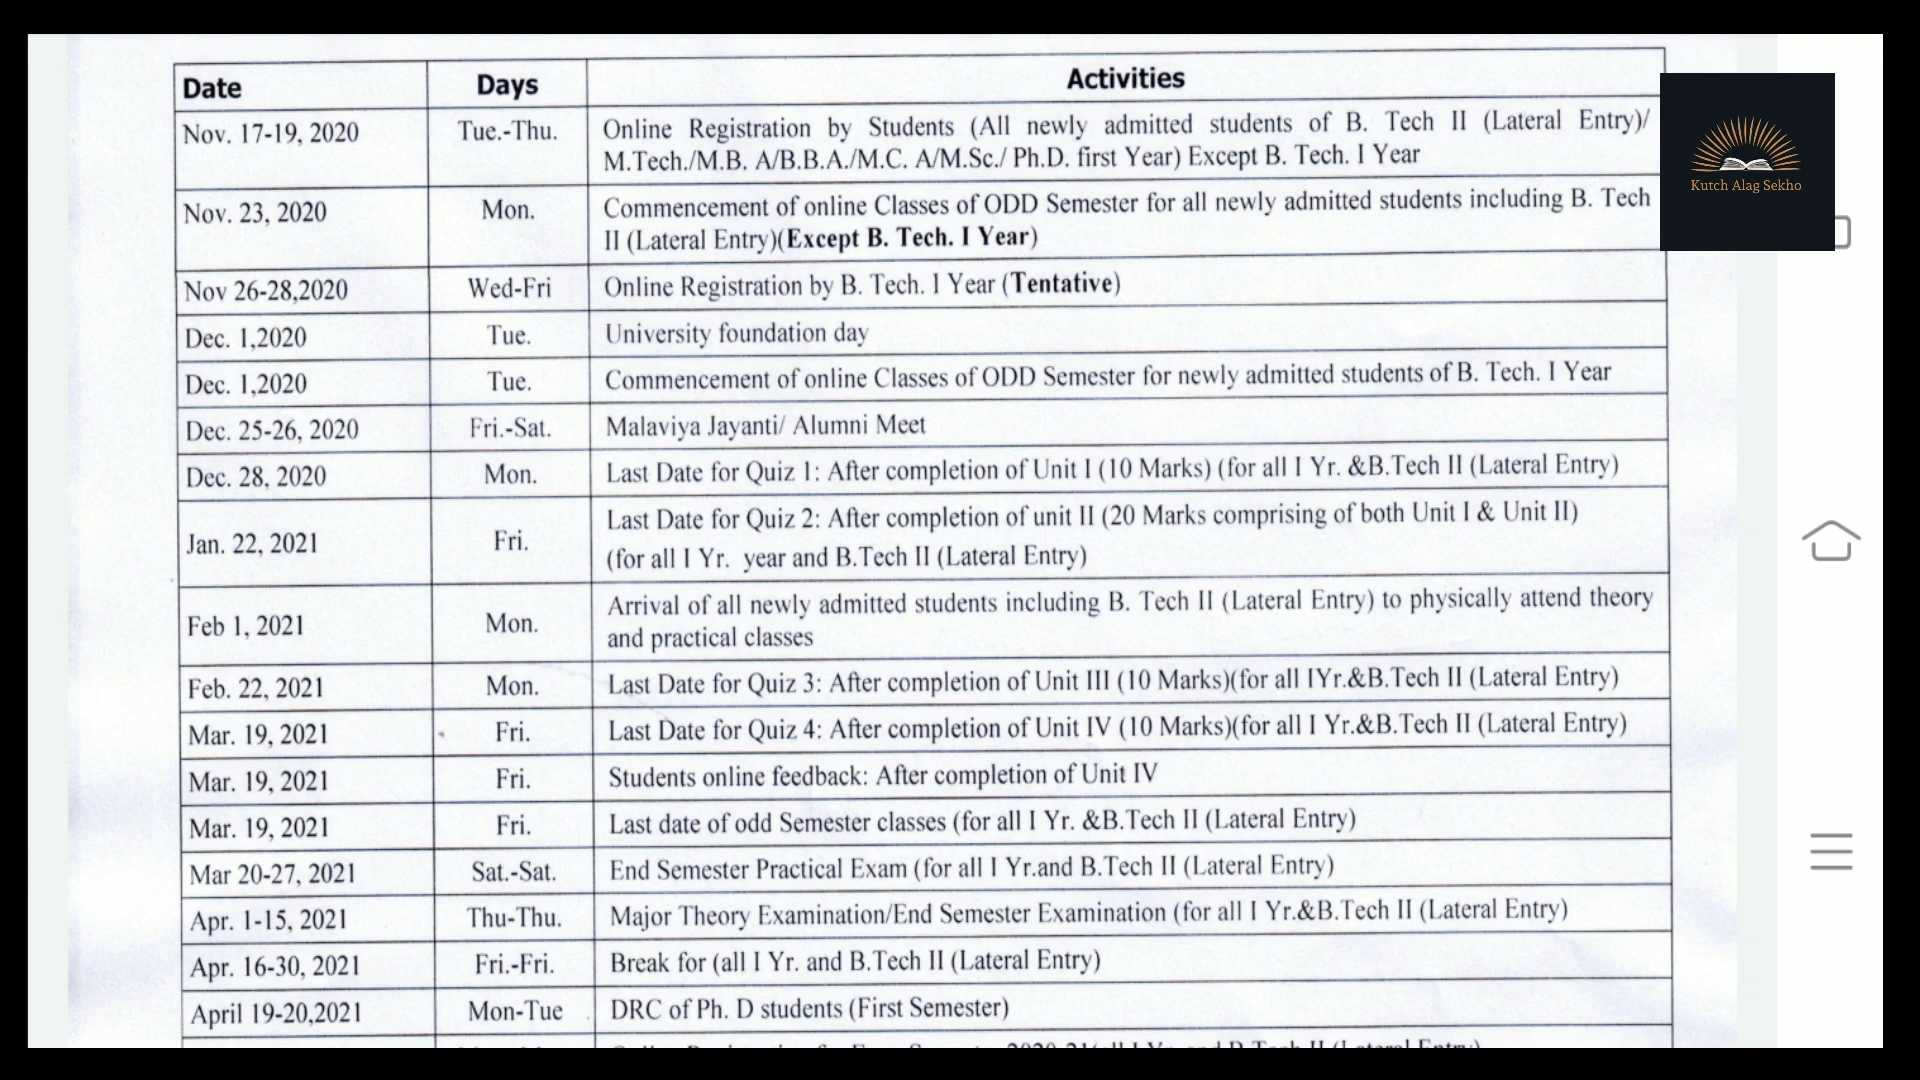 Date Days Activities
Nov. 17-19, 2020 Tue.-Thu. Online Registration by Students (All newly admitted students of B. Tech II (Lateral Entry)/
M.Tech./M.B. A/B.B.A./M.C. A/M.Sc./ Ph.D. first Year) Except B. Tech. I Year
Nov. 23, 2020 Mon. Commencement of online Classes of ODD Semester for all newly admitted students including B. Tech
II (Lateral Entry)(Except B. Tech. I Year)
Nov 26-28,2020 Wed-Fri Online Registration by B. Tech. I Year (Tentative)
Dec. 1,2020 Tue. University foundation day
Dec. 1,2020 Tue. Commencement of online Classes of ODD Semester for newly admitted students of B. Tech. I Year
Dec. 25-26, 2020 Fri.-Sat. Malaviya Jayanti/ Alumni Meet
Dec. 28, 2020 Mon. Last Date for Quiz 1: After completion of Unit I (10 Marks) (for all I Yr. &B.Tech II (Lateral Entry)
Jan. 22, 2021 Fri. Last Date for Quiz 2: After completion of unit II (20 Marks comprising of both Unit I & Unit II)
(for all I Yr. year and B.Tech II (Lateral Entry)
Feb 1, 2021 Mon. Arrival of all newly admitted students including B. Tech II (Lateral Entry) to physically attend theory
and practical classes
Feb. 22, 2021 Mon. Last Date for Quiz 3: After completion of Unit III (10 Marks)(for all IYr.&B.Tech II (Lateral Entry)
Mar. 19, 2021 Fri. Last Date for Quiz 4: After completion of Unit IV (10 Marks)(for all I Yr.&B.Tech II (Lateral Entry)
Mar. 19, 2021 Fri. Students online feedback: After completion of Unit IV
Mar. 19, 2021 Fri. Last date of odd Semester classes (for all I Yr. &B.Tech II (Lateral Entry)
Mar 20-27, 2021 Sat.-Sat. End Semester Practical Exam (for all I Yr.and B.Tech II (Lateral Entry)
Apr. 1-15, 2021 Thu-Thu. Major Theory Examination/End Semester Examination (for all I Yr.&B.Tech II (Lateral Entry)
Apr. 16-30, 2021 Fri.-Fri. Break for (all I Yr. and B.Tech II (Lateral Entry)
April 19-20,2021 Mon-Tue DRC of Ph. D students (First Semester)
Kutch Alag Sekho